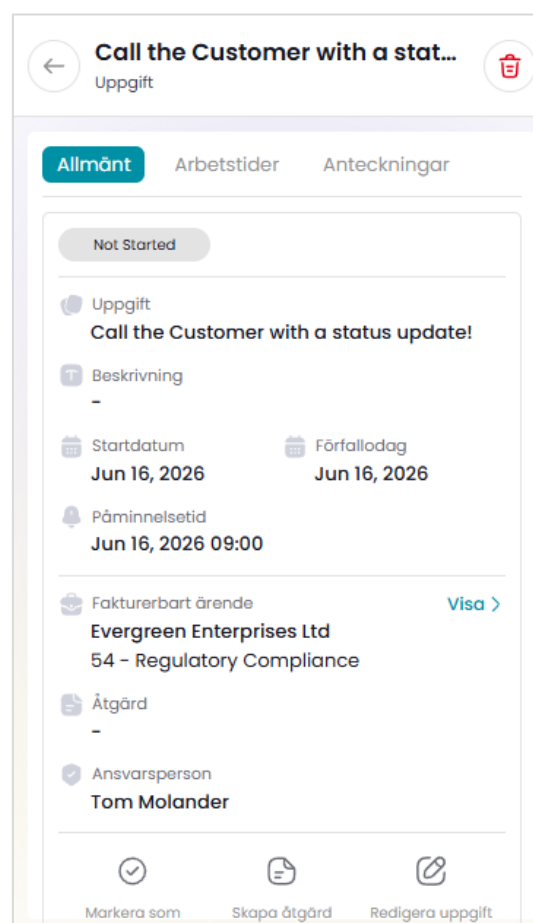 Call the Customer with a stat...
Uppgift
Allmänt Arbetstider Anteckningar
Not Started
Uppgift
Call the Customer with a status update!
Beskrivning
-
Startdatum Förfallodag
Jun 16, 2026 Jun 16, 2026
Påminnelsetid
Jun 16, 2026 09:00
Fakturerbart ärende Visa >
Evergreen Enterprises Ltd
54 - Regulatory Compliance
Åtgärd
-
Ansvarsperson
Tom Molander
Markera som Skapa åtgärd Redigera uppgift